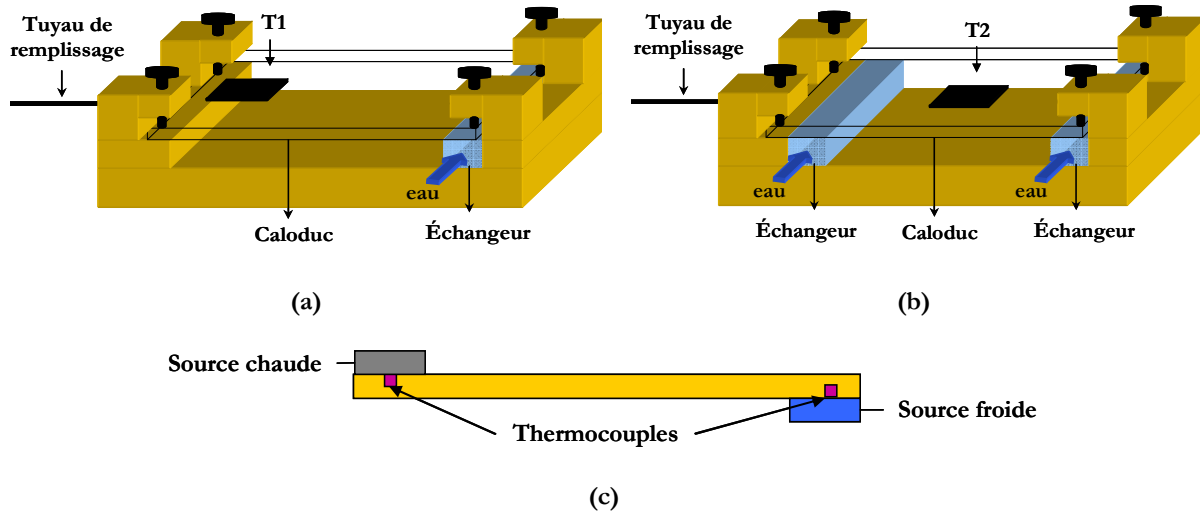 Tuyau de
remplissage
T1
eau
Caloduc
Échangeur
(a)
Tuyau de
remplissage
T2
eau
eau
Échangeur
Caloduc
Échangeur
(b)
Source chaude
Thermocouples
Source froide
(c)